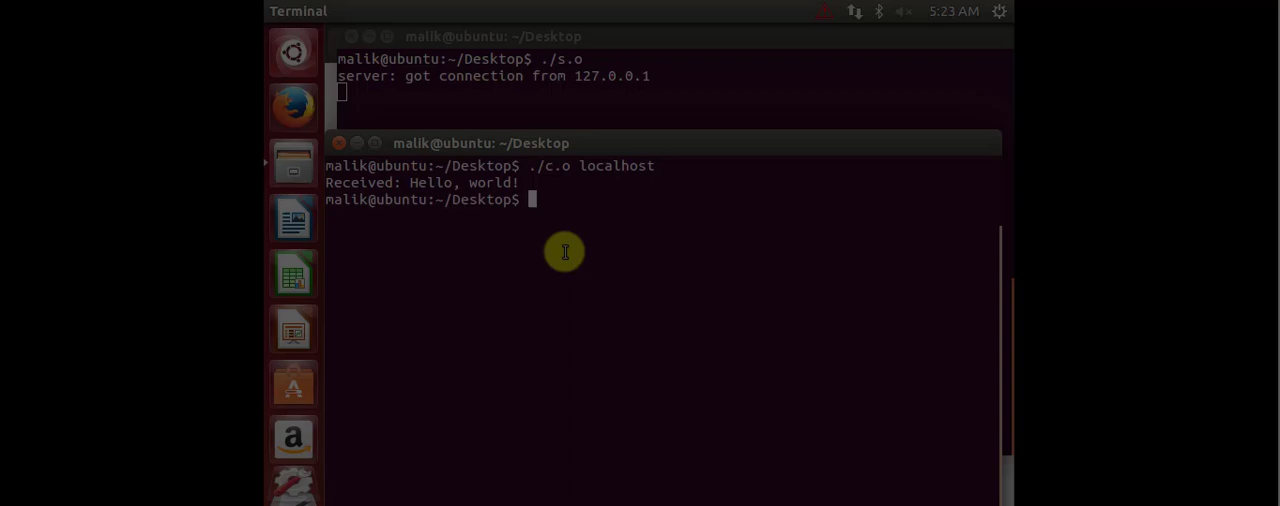 Terminal
5:23 AM
malik@ubuntu: ~/Desktop
malik@ubuntu:~/Desktop$ ./s.o
server: got connection from 127.0.0.1
malik@ubuntu: ~/Desktop
malik@ubuntu:~/Desktop$ ./c.o localhost
Received: Hello, world!
malik@ubuntu:~/Desktop$